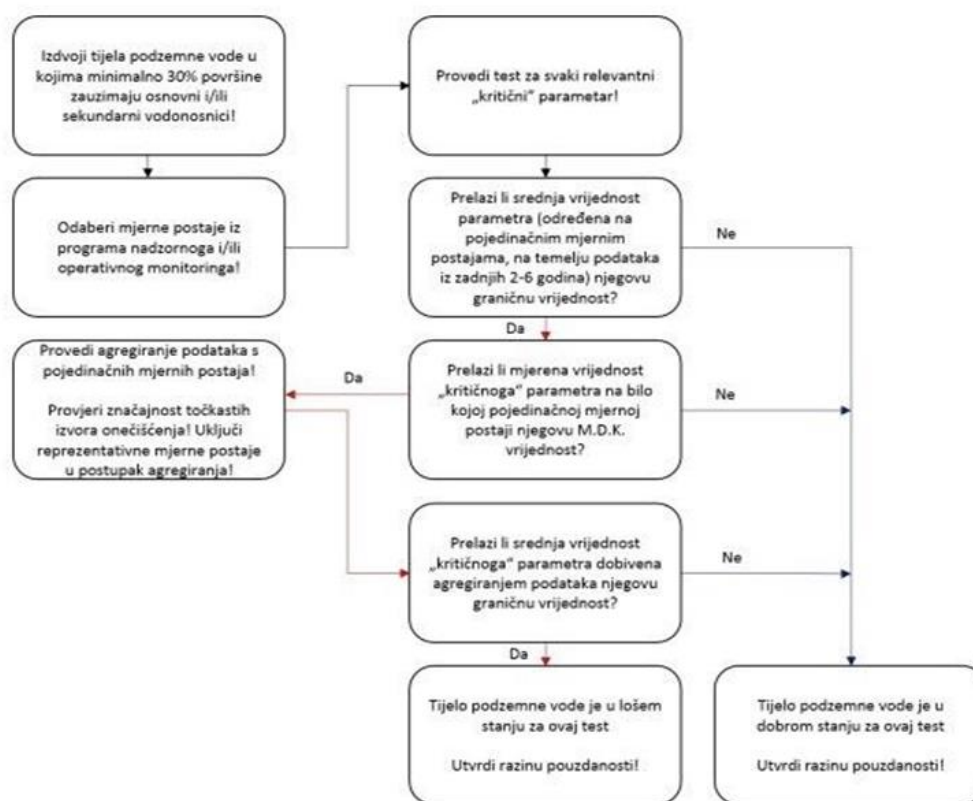 Izdvoji tijela podzemne vode u
kojima minimalno 30% površine
zauzimaju osnovni i/ili
sekundarni vodonosnici!
Odaberi mjerne postaje iz
programa nadzornoga i/ili
operativnog monitoringa!
Provedi test za svaki relevantni
„kritični” parametar!
Prelazi li srednja vrijednost
parametra (određena na
pojedinačnim mjernim
postajama, na temelju podataka
iz zadnjih 2-6 godina) njegovu
graničnu vrijednost?
Ne
Da
Prelazi li mjerena vrijednost
„kritičnoga” parametra na bilo
kojoj pojedinačnoj mjernoj
postaji njegovu M.D.K.
vrijednost?
Ne
Da
Provedi agregiranje podataka s
pojedinačnih mjernih postaja!
Provjeri značajnost točkastih
izvora onečišćenja! Uključi
reprezentativne mjerne postaje
u postupak agregiranja!
Prelazi li srednja vrijednost
„kritičnoga” parametra dobivena
agregiranjem podataka njegovu
graničnu vrijednost?
Ne
Da
Tijelo podzemne vode je u lošem
stanju za ovaj test
Utvrdi razinu pouzdanosti!
Tijelo podzemne vode je u
dobrom stanju za ovaj test
Utvrdi razinu pouzdanosti!